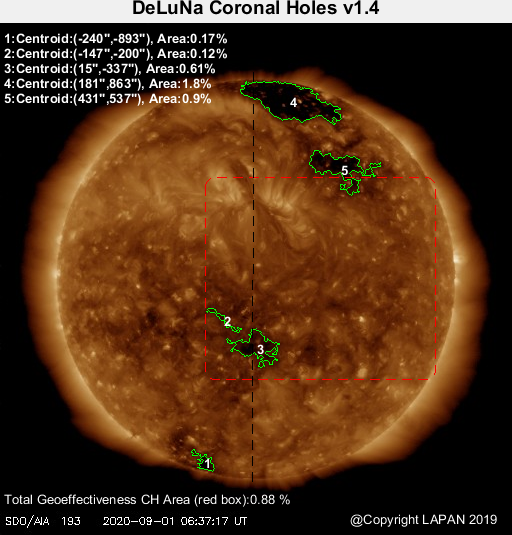 DeLuNa Coronal Holes v1.4
1:Centroid:(-240",-893"), Area:0.17%
2:Centroid:(-147",-200"), Area:0.12%
3:Centroid:(15",-337"), Area:0.61%
4:Centroid:(181",863"), Area:1.8%
5:Centroid:(431",537"), Area:0.9%
4
5
2
3
1
Total Geoeffectiveness CH Area (red box):0.88 %
SDO/AIA 193 2020-09-01 06:37:17 UT
@Copyright LAPAN 2019